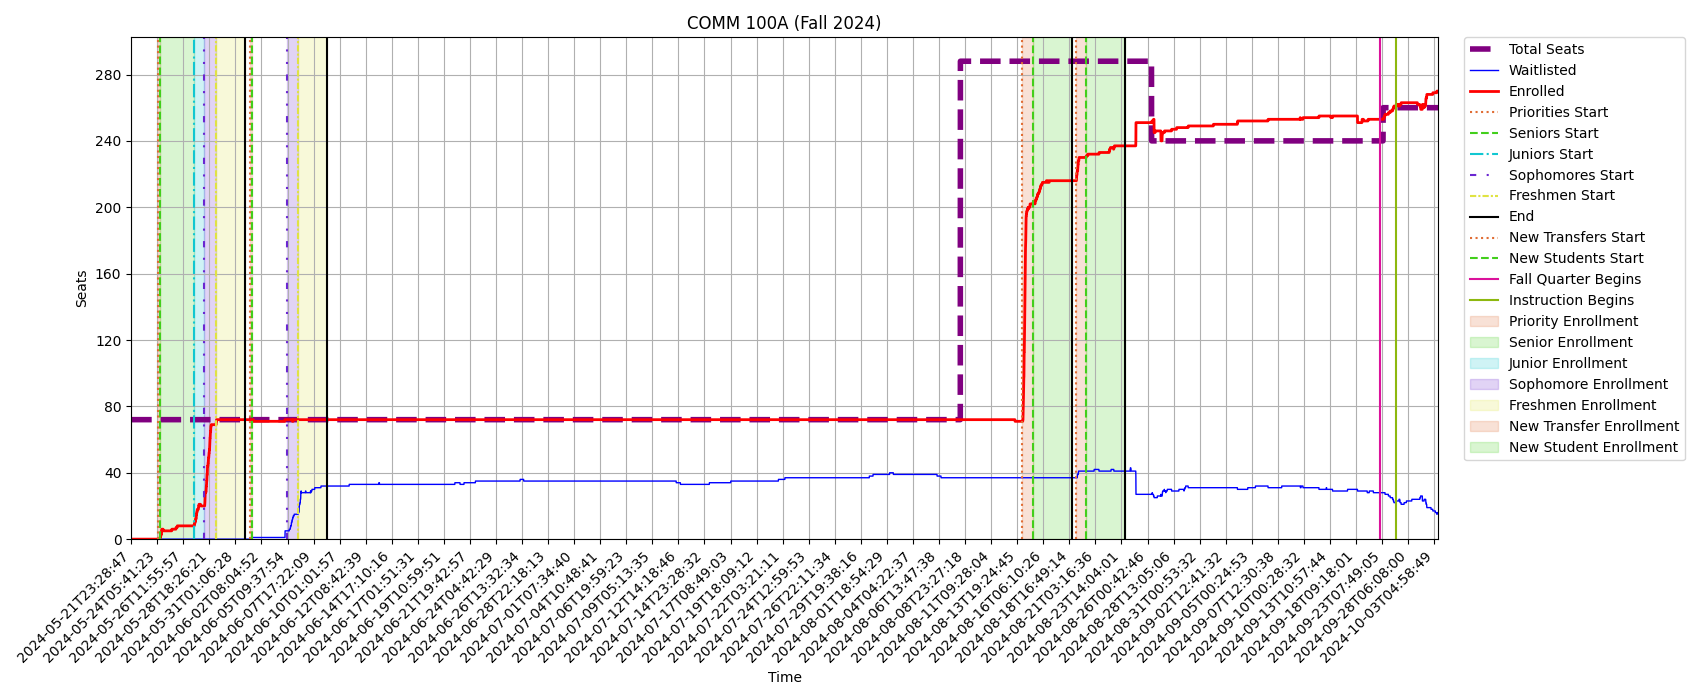 COMM 100A (Fall 2024)
280
240
200
160
120
80
40
0
Seats
2024-05-21T23:28:47
2024-05-24T05:41:23
2024-05-26T11:55:57
2024-05-28T18:26:21
2024-05-31T01:06:28
2024-06-02T08:04:52
2024-06-05T09:37:54
2024-06-07T17:22:09
2024-06-10T01:01:57
2024-06-12T08:42:39
2024-06-14T17:10:16
2024-06-17T01:51:31
2024-06-19T10:59:51
2024-06-21T19:42:57
2024-06-24T04:42:29
2024-06-26T13:32:34
2024-06-28T22:18:13
2024-07-01T07:34:40
2024-07-04T10:48:41
2024-07-06T19:59:23
2024-07-09T05:13:35
2024-07-12T14:18:46
2024-07-14T23:28:32
2024-07-17T08:49:03
2024-07-19T18:09:12
2024-07-22T03:21:11
2024-07-24T12:59:53
2024-07-26T22:11:34
2024-07-29T19:38:16
2024-08-01T18:54:29
2024-08-04T04:22:37
2024-08-06T13:47:38
2024-08-08T23:27:18
2024-08-11T09:28:04
2024-08-13T19:24:45
2024-08-16T06:10:26
2024-08-18T16:49:14
2024-08-21T03:16:36
2024-08-23T14:04:01
2024-08-26T00:42:46
2024-08-28T13:05:06
2024-08-31T00:53:32
2024-09-02T12:41:32
2024-09-05T00:24:53
2024-09-07T12:30:38
2024-09-10T00:28:32
2024-09-13T10:57:44
2024-09-18T09:18:01
2024-09-23T07:49:05
2024-09-28T06:08:00
2024-10-03T04:58:49
Time
Total Seats
Waitlisted
Enrolled
Priorities Start
Seniors Start
Juniors Start
Sophomores Start
Freshmen Start
End
New Transfers Start
New Students Start
Fall Quarter Begins
Instruction Begins
Priority Enrollment
Senior Enrollment
Junior Enrollment
Sophomore Enrollment
Freshmen Enrollment
New Transfer Enrollment
New Student Enrollment